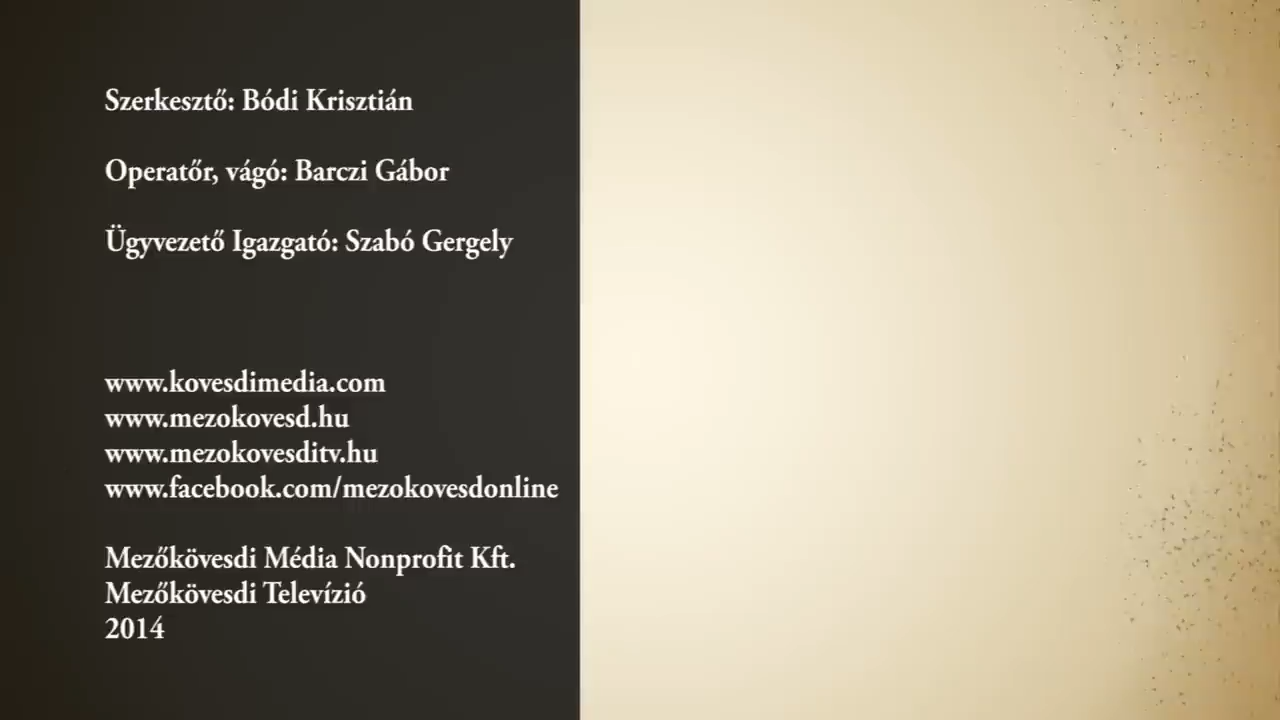 Szerkesztő: Bódi Krisztián
Operatőr, vágó: Barczi Gábor
Ügyvezető Igazgató: Szabó Gergely
www.kovesdimedia.com
www.mezokovesd.hu
www.mezokovesditv.hu
www.facebook.com/mezokovesdonline
Mezőkövesdi Média Nonprofit Kft.
Mezőkövesdi Televízió
2014